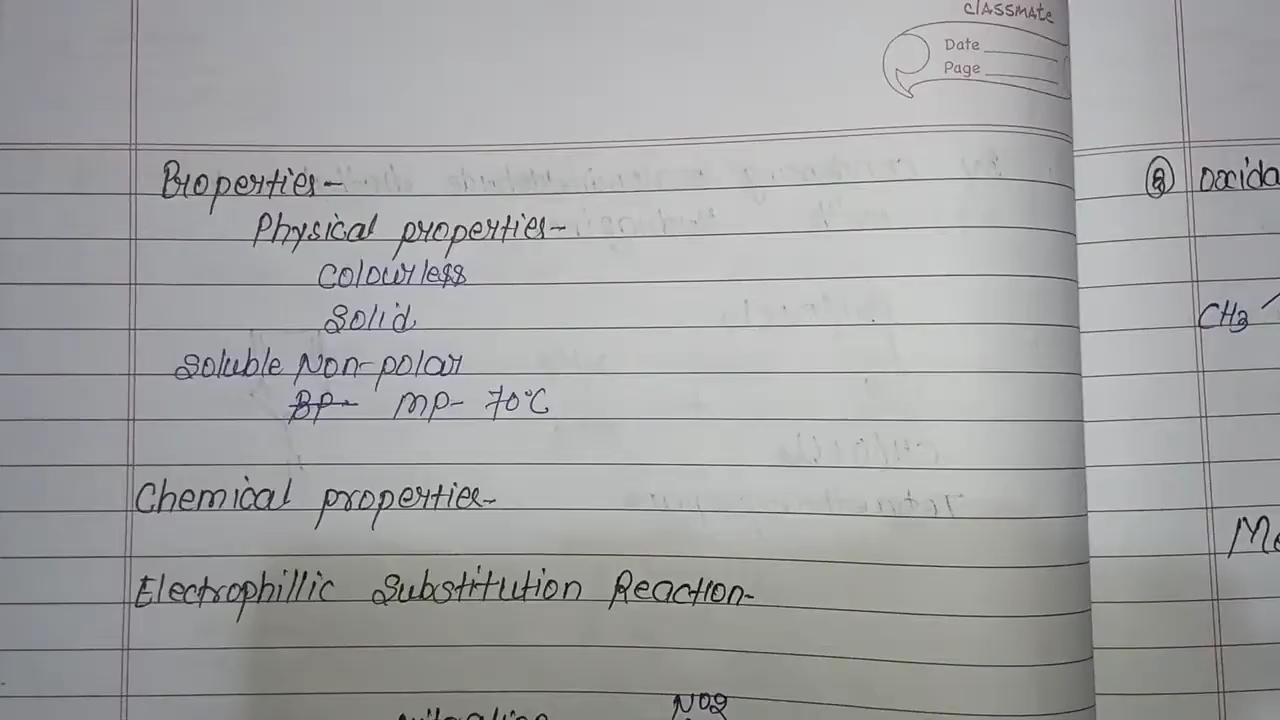 classmate
Date
Page
Properties-
Physical properties-
Colourless
Solid
Soluble Non-polar
BP- MP- 70°C
Chemical properties-
Electrophillic Substitution Reaction-
NO2
8
CH3